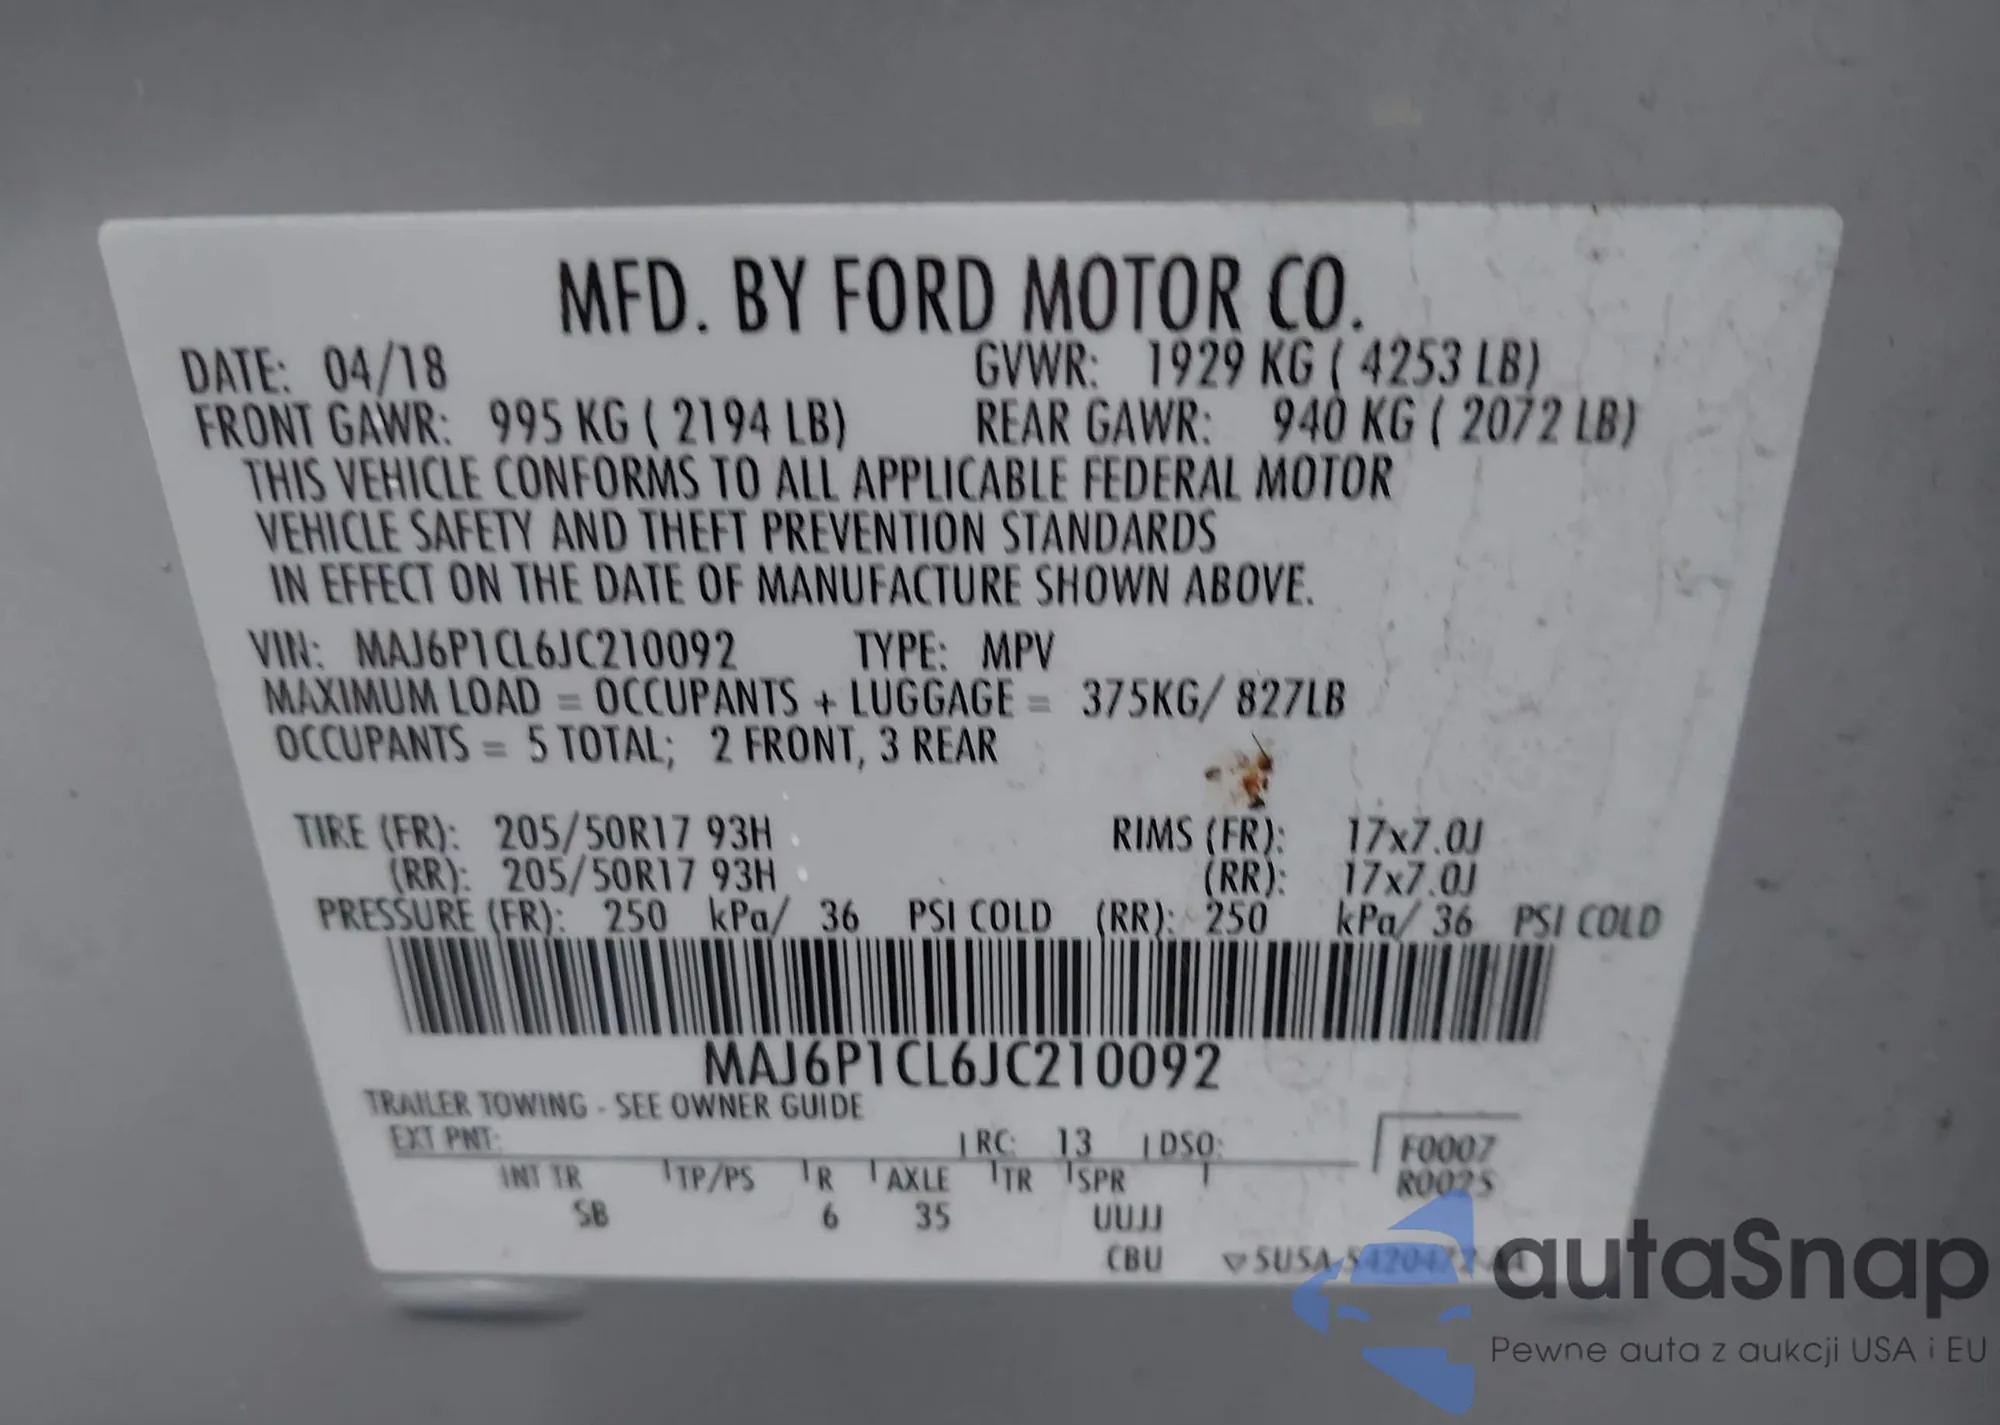 MFD. BY FORD MOTOR CO.
DATE: 04/18 GVWR: 1929 KG ( 4253 LB)
FRONT GAWR: 995 KG ( 2194 LB) REAR GAWR: 940 KG ( 2072 LB)
THIS VEHICLE CONFORMS TO ALL APPLICABLE FEDERAL MOTOR
VEHICLE SAFETY AND THEFT PREVENTION STANDARDS
IN EFFECT ON THE DATE OF MANUFACTURE SHOWN ABOVE.
VIN: MAJ6P1CL6JC210092 TYPE: MPV
MAXIMUM LOAD = OCCUPANTS + LUGGAGE = 375KG/ 827LB
OCCUPANTS = 5 TOTAL; 2 FRONT, 3 REAR
TIRE (FR): 205/50R17 93H RIMS (FR): 17x7.0J
(RR): 205/50R17 93H (RR): 17x7.0J
PRESSURE (FR): 250 kPa/ 36 PSI COLD (RR): 250 kPa/ 36 PSI COLD
MAJ6P1CL6JC210092
TRAILER TOWING - SEE OWNER GUIDE
EXT PNT: RC: 13 DSO: F0007
INT TR TP/PS R AXLE TR SPR R0025
SB 6 35 UUJJ
CBU
autaSnap
Pewne auta z aukcji USA i EU